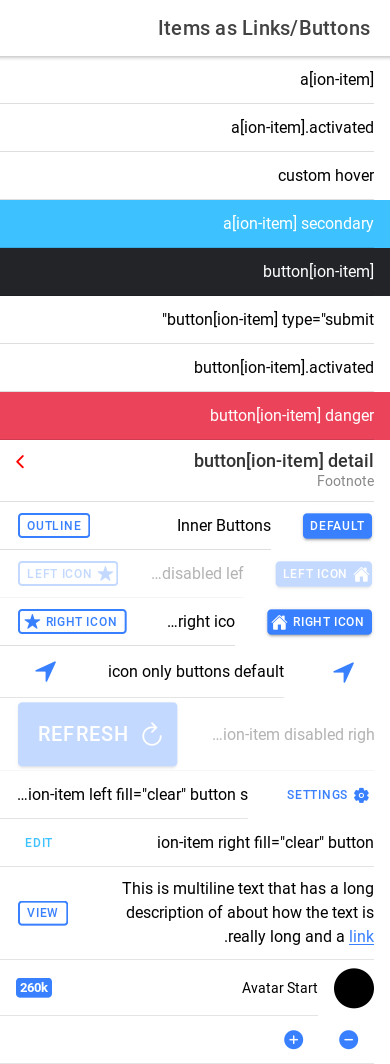 Items as Links/Buttons
a[ion-item]
a[ion-item].activated
custom hover
a[ion-item] secondary
button[ion-item]
"button[ion-item] type="submit
button[ion-item].activated
button[ion-item] danger
button[ion-item] detail
Footnote
DEFAULT
Inner Buttons
OUTLINE
LEFT ICON
...disabled lef
LEFT ICON
RIGHT ICON
...right ico
RIGHT ICON
icon only buttons default
...ion-item disabled righ
REFRESH
SETTINGS
...ion-item left fill="clear" button s
ion-item right fill="clear" button
EDIT
This is multiline text that has a long
description of about how the text is
.really long and a link
VIEW
Avatar Start
260k